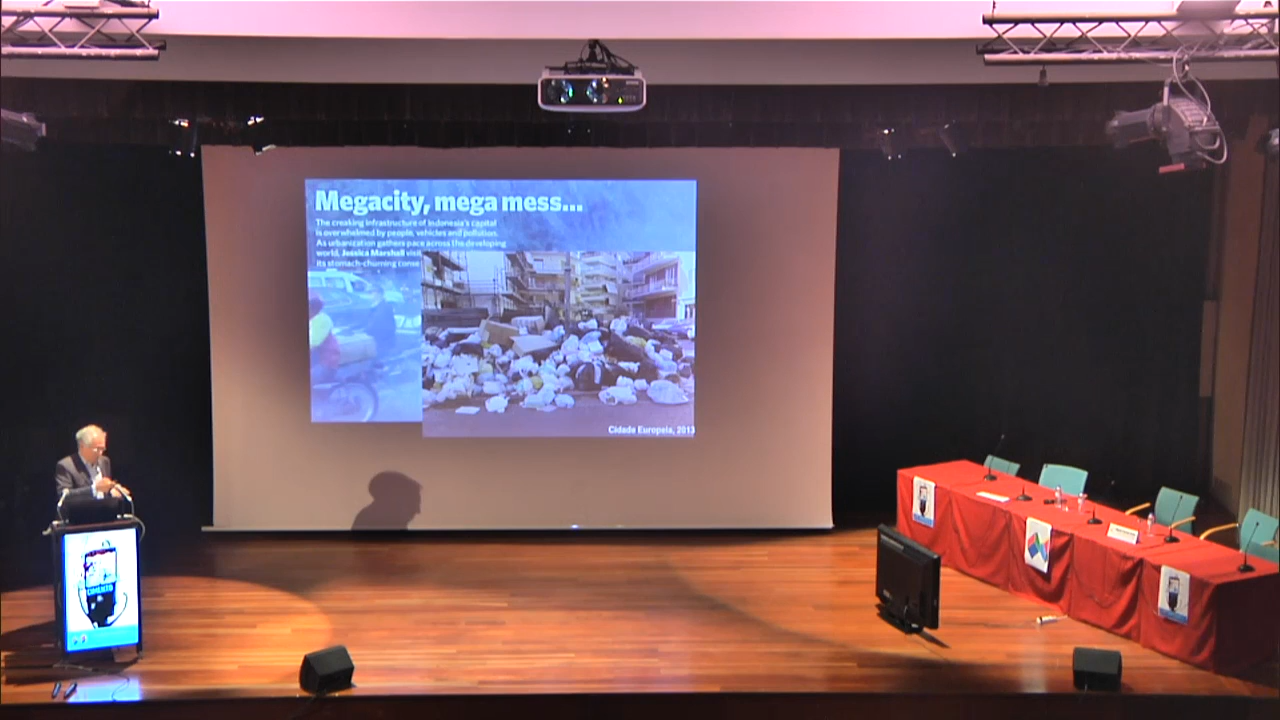 Megacity, mega mess...
The creaking infrastructure of Indonesia's capital
is overwhelmed by people, vehicles and pollution.
As urbanization gathers pace across the developing
world, Jessica Marshall visit
its stomach-churning conse
Cidade Europeia, 2013
CIMENTO